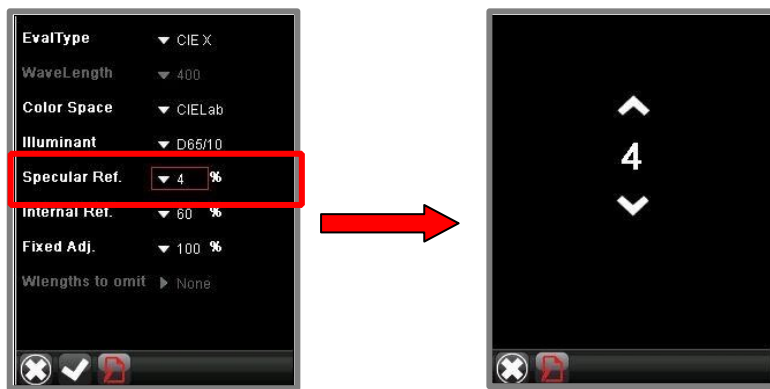 EvalType CIE X
WaveLength 400
Color Space CIELab
Illuminant D65/10
Specular Ref. 4 %
Internal Ref. 60 %
Fixed Adj. 100 %
Wlengths to omit None
4